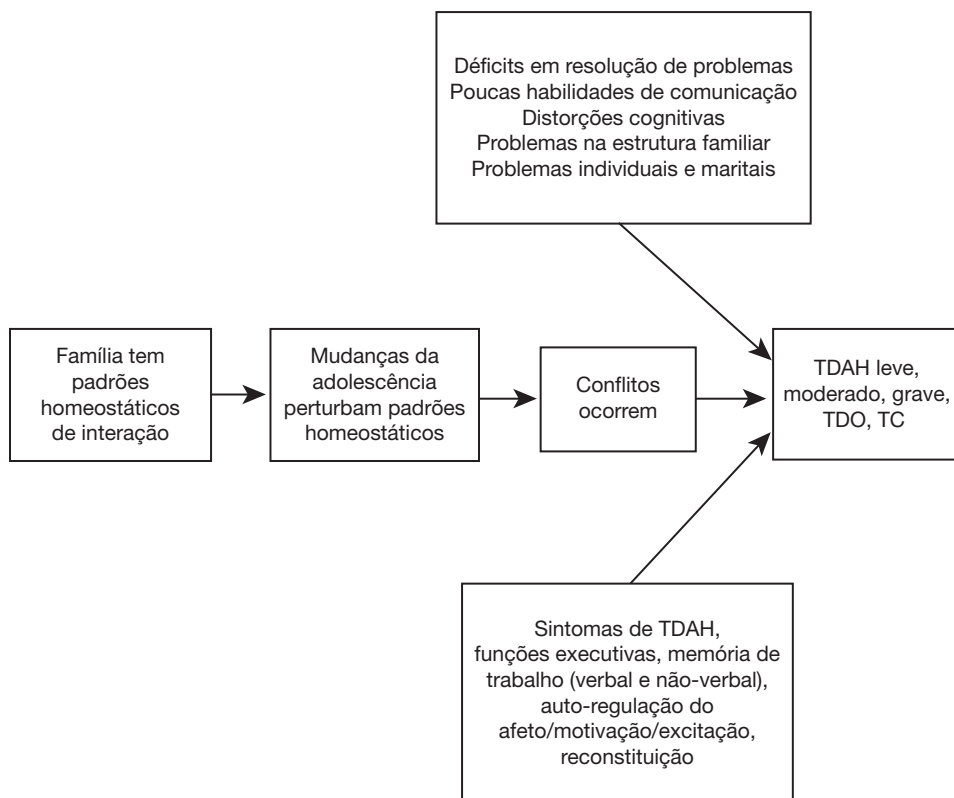 Déficits em resolução de problemas
Poucas habilidades de comunicação
Distorções cognitivas
Problemas na estrutura familiar
Problemas individuais e maritais
Família tem
padrões
homeostáticos
de interação
Mudanças da
adolescência
perturbam padrões
homeostáticos
Conflitos
ocorrem
TDAH leve,
moderado, grave,
TDO, TC
Sintomas de TDAH,
funções executivas, memória de
trabalho (verbal e não-verbal),
auto-regulação do
afeto/motivação/excitação,
reconstituição